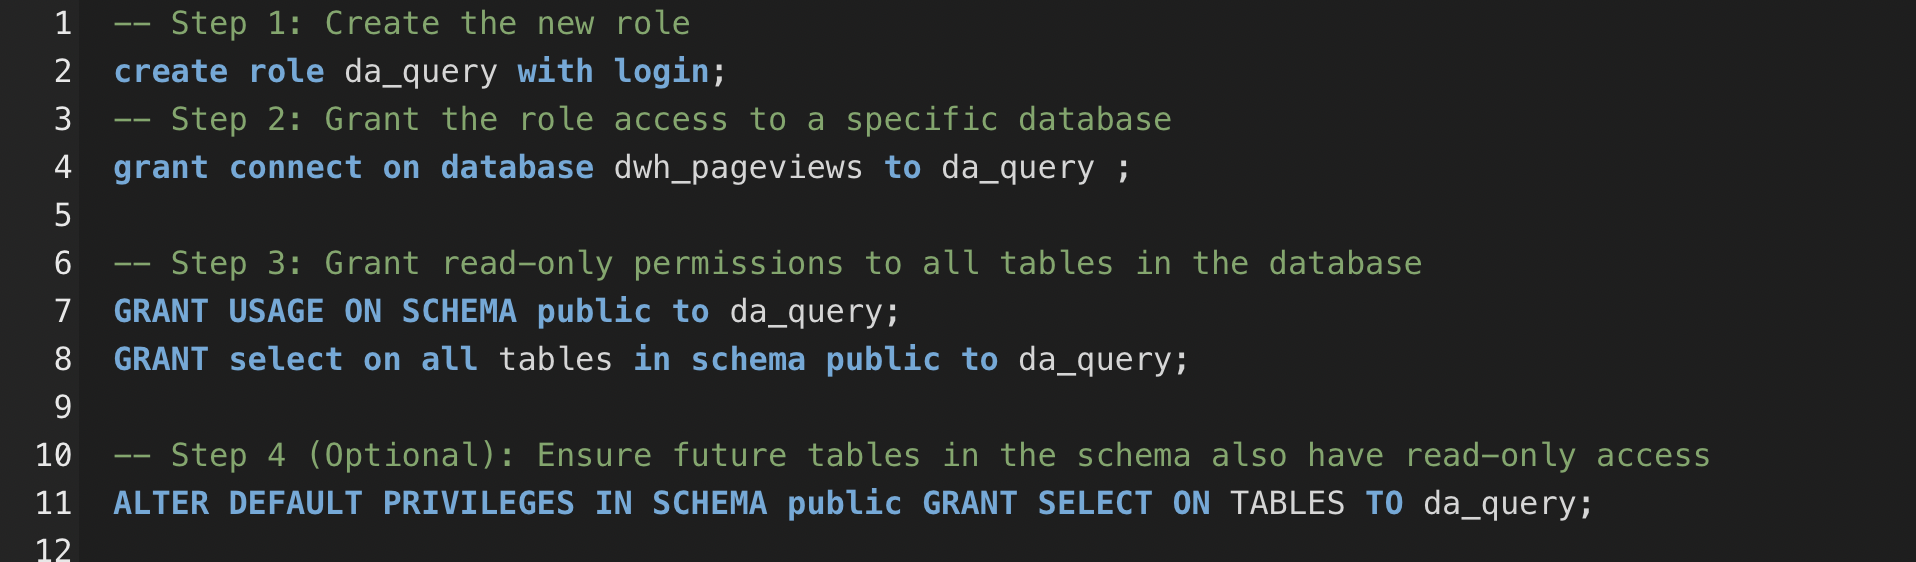 1 -- Step 1: Create the new role
2 create role da_query with login;
3 -- Step 2: Grant the role access to a specific database
4 grant connect on database dwh_pageviews to da_query ;
5
6 -- Step 3: Grant read-only permissions to all tables in the database
7 GRANT USAGE ON SCHEMA public to da_query;
8 GRANT select on all tables in schema public to da_query;
9
10 -- Step 4 (Optional): Ensure future tables in the schema also have read-only access
11 ALTER DEFAULT PRIVILEGES IN SCHEMA public GRANT SELECT ON TABLES TO da_query;
12